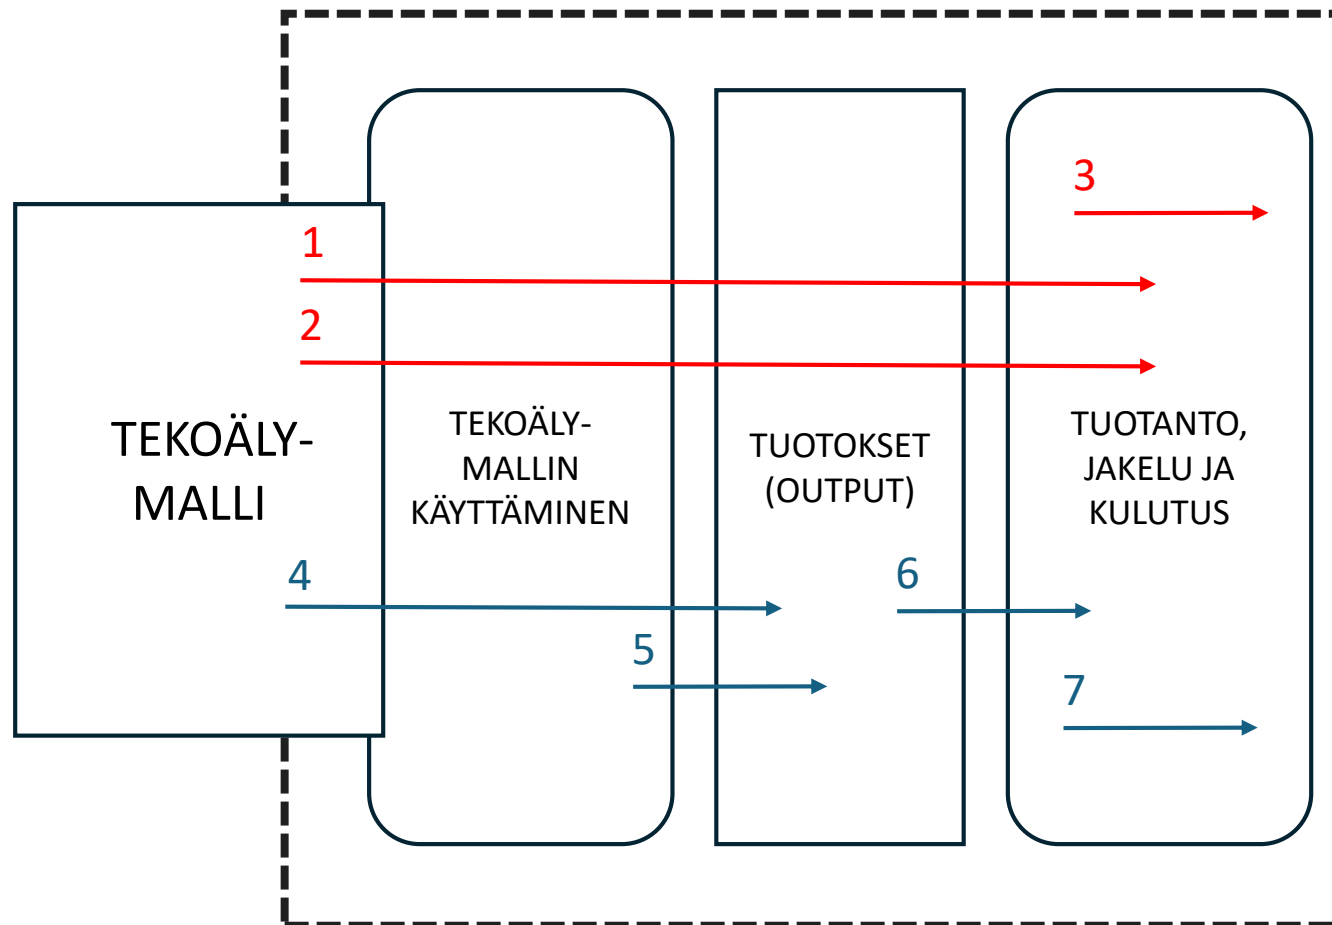 3
1
2
TEKOÄLY-
MALLI
TEKOÄLY-
MALLIN
KÄYTTÄMINEN
TUOTOKSET
(OUTPUT)
TUOTANTO,
JAKELU JA
KULUTUS
4
6
5
7